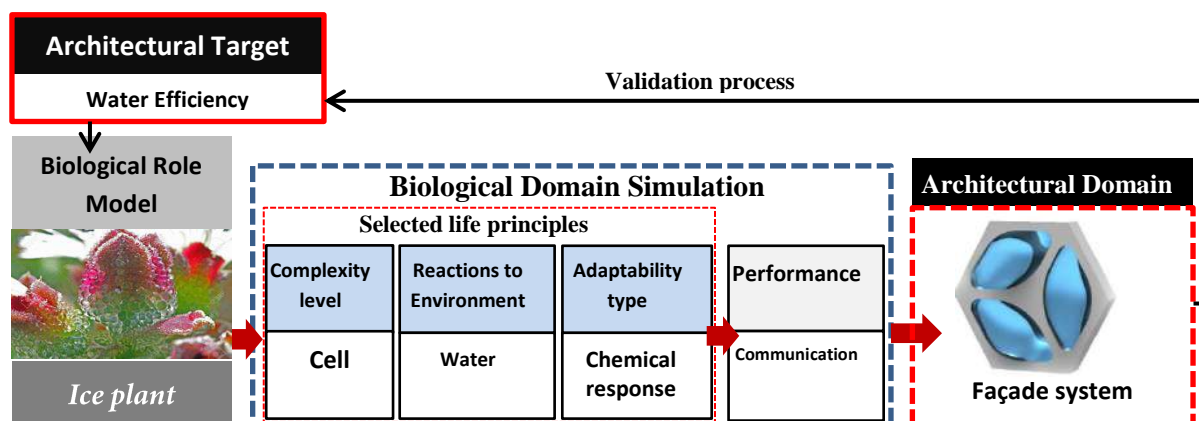 Architectural Target
Water Efficiency
Validation process
Biological Role
Model
Ice plant
Biological Domain Simulation
Selected life principles
Complexity
level
Cell
Reactions to
Environment
Water
Adaptability
type
Chemical
response
Performance
Communication
Architectural Domain
Façade system